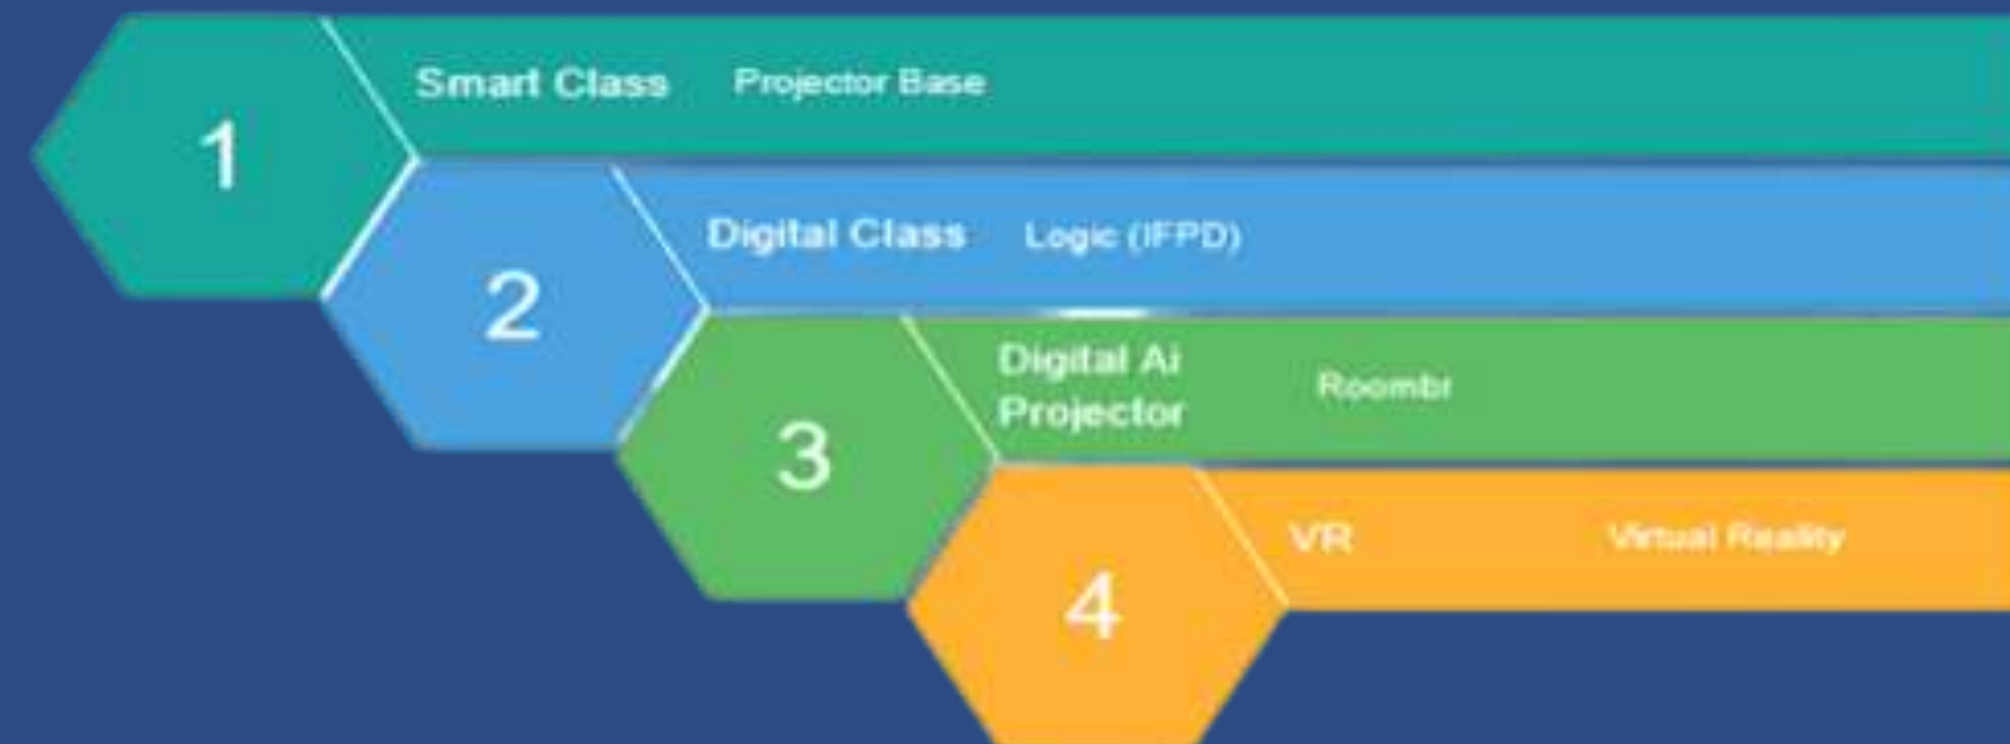 1
Smart Class Projector Base
2
Digital Class Logic (IFPD)
3
Digital Ai
Projector
Roombr
4
VR Virtual Reality